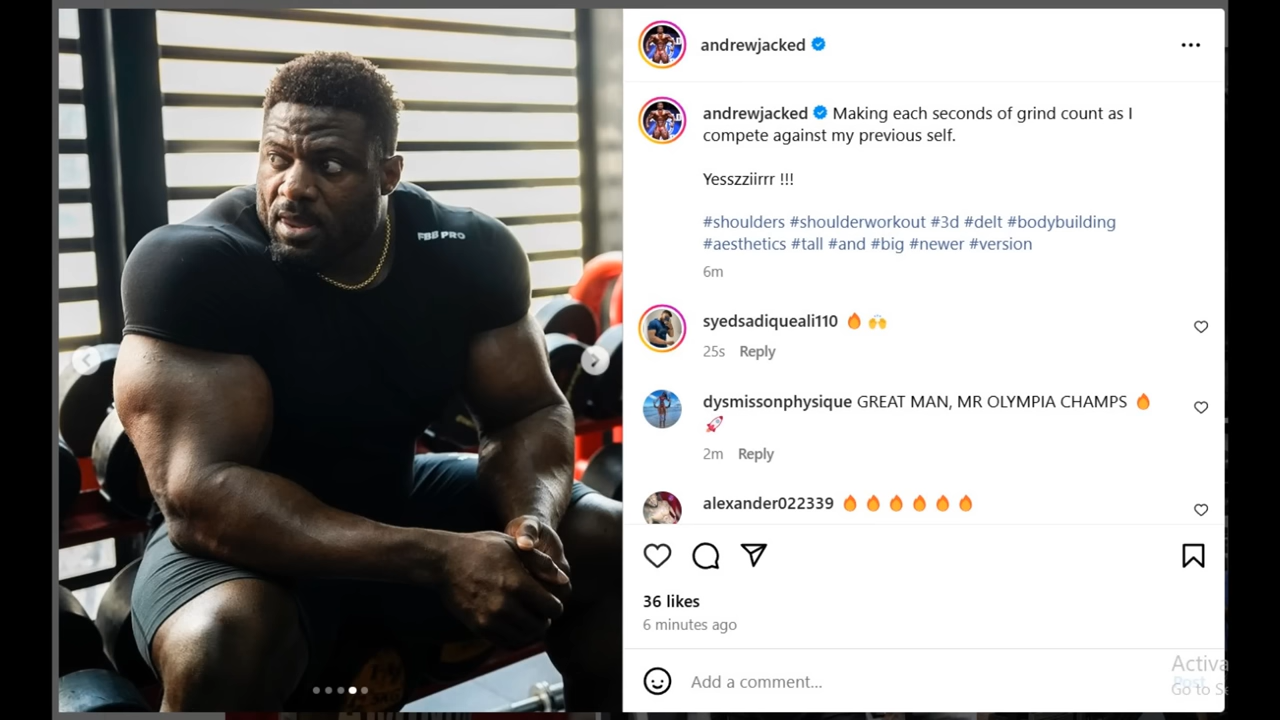 FBB PRO
andrewjacked
andrewjacked Making each seconds of grind count as I
compete against my previous self.
Yesszziirrr !!!
#shoulders #shoulderworkout #3d #delt #bodybuilding
#aesthetics #tall #and #big #newer #version
6m
syedsadiqueali110 🔥 🙌
25s Reply
dysmissonphysique GREAT MAN, MR OLYMPIA CHAMPS 🔥
🚀
2m Reply
alexander022339 🔥 🔥 🔥 🔥 🔥 🔥
36 likes
6 minutes ago
Add a comment...
Post
Activa
Go to Se